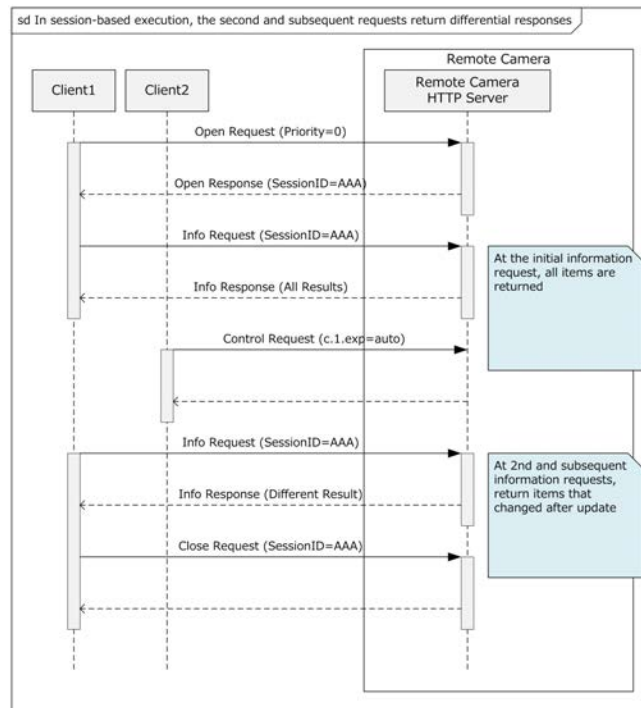 sd In session-based execution, the second and subsequent requests return differential responses
Remote Camera
Client1
Client2
Remote Camera
HTTP Server
Open Request (Priority=0)
Open Response (SessionID=AAA)
Info Request (SessionID=AAA)
At the initial information
request, all items are
returned
Info Response (All Results)
Control Request (c.1.exp=auto)
Info Request (SessionID=AAA)
At 2nd and subsequent
information requests,
return items that
changed after update
Info Response (Different Result)
Close Request (SessionID=AAA)